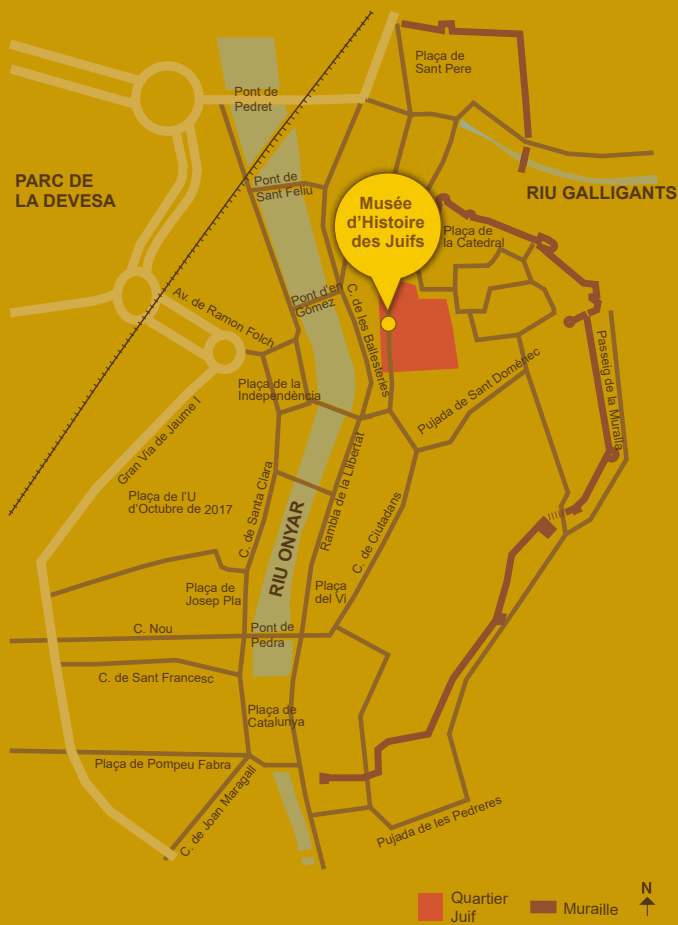 Plaça de
Sant Pere
Pont de
Pedret
PARC DE
LA DEVESA
Pont de
Sant Feliu
RIU GALLIGANTS
Musée
d’Histoire
des Juifs
Plaça de
la Catedral
Pont d'en
Gómez
Av. de Ramon Folch
C. de les Ballesteries
Passeig de la Muralla
Pujada de Sant Domènec
Plaça de la
Independència
Gran Via de Jaume I
Plaça de l’U
d’Octubre de 2017
C. de Santa Clara
Rambla de la Llibertat
C. de Ciutadans
RIU ONYAR
Plaça de
Josep Pla
Plaça
del Vi
C. Nou
Pont de
Pedra
C. de Sant Francesc
Plaça de
Catalunya
Plaça de Pompeu Fabra
C. de Joan Maragall
Pujada de les Pedreres
Quartier
Juif
Muraille
N